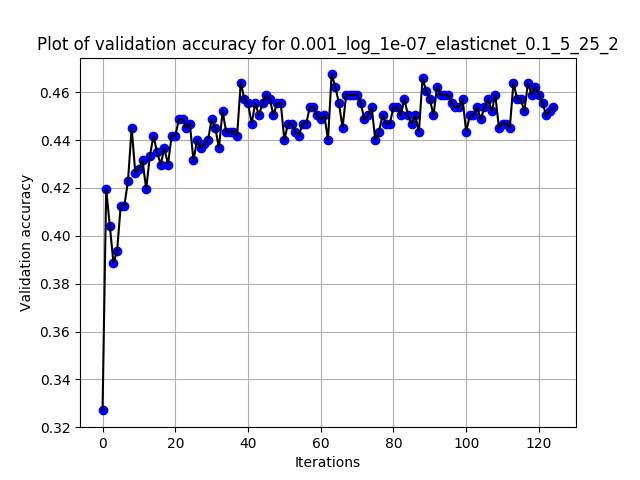 Plot of validation accuracy for 0.001_log_1e-07_elasticnet_0.1_5_25_2
0.46
0.44
0.42
0.40
0.38
0.36
0.34
0.32
Validation accuracy
0 20 40 60 80 100 120
Iterations